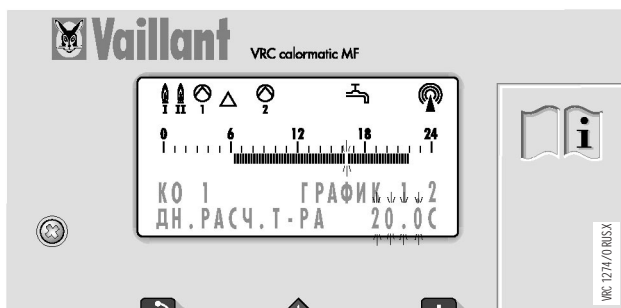 Vaillant VRC calormatic MF
I II 1 2
0 6 12 18 24
КО 1 ГРАФИК 1.2
ДН.РАСЧ.Т-РА 20.0С
i
VRC 1274/0 RUS.X